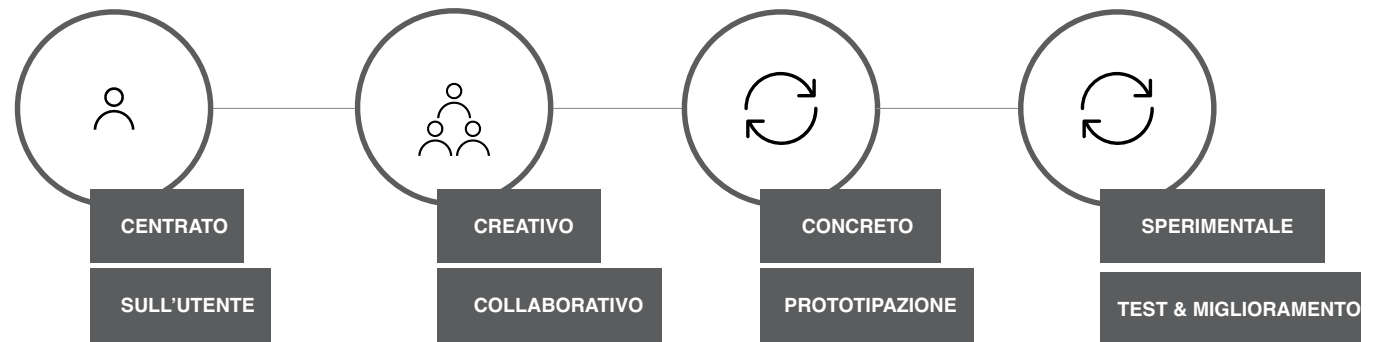 CENTRATO
SULL’UTENTE
CREATIVO
COLLABORATIVO
CONCRETO
PROTOTIPAZIONE
SPERIMENTALE
TEST & MIGLIORAMENTO